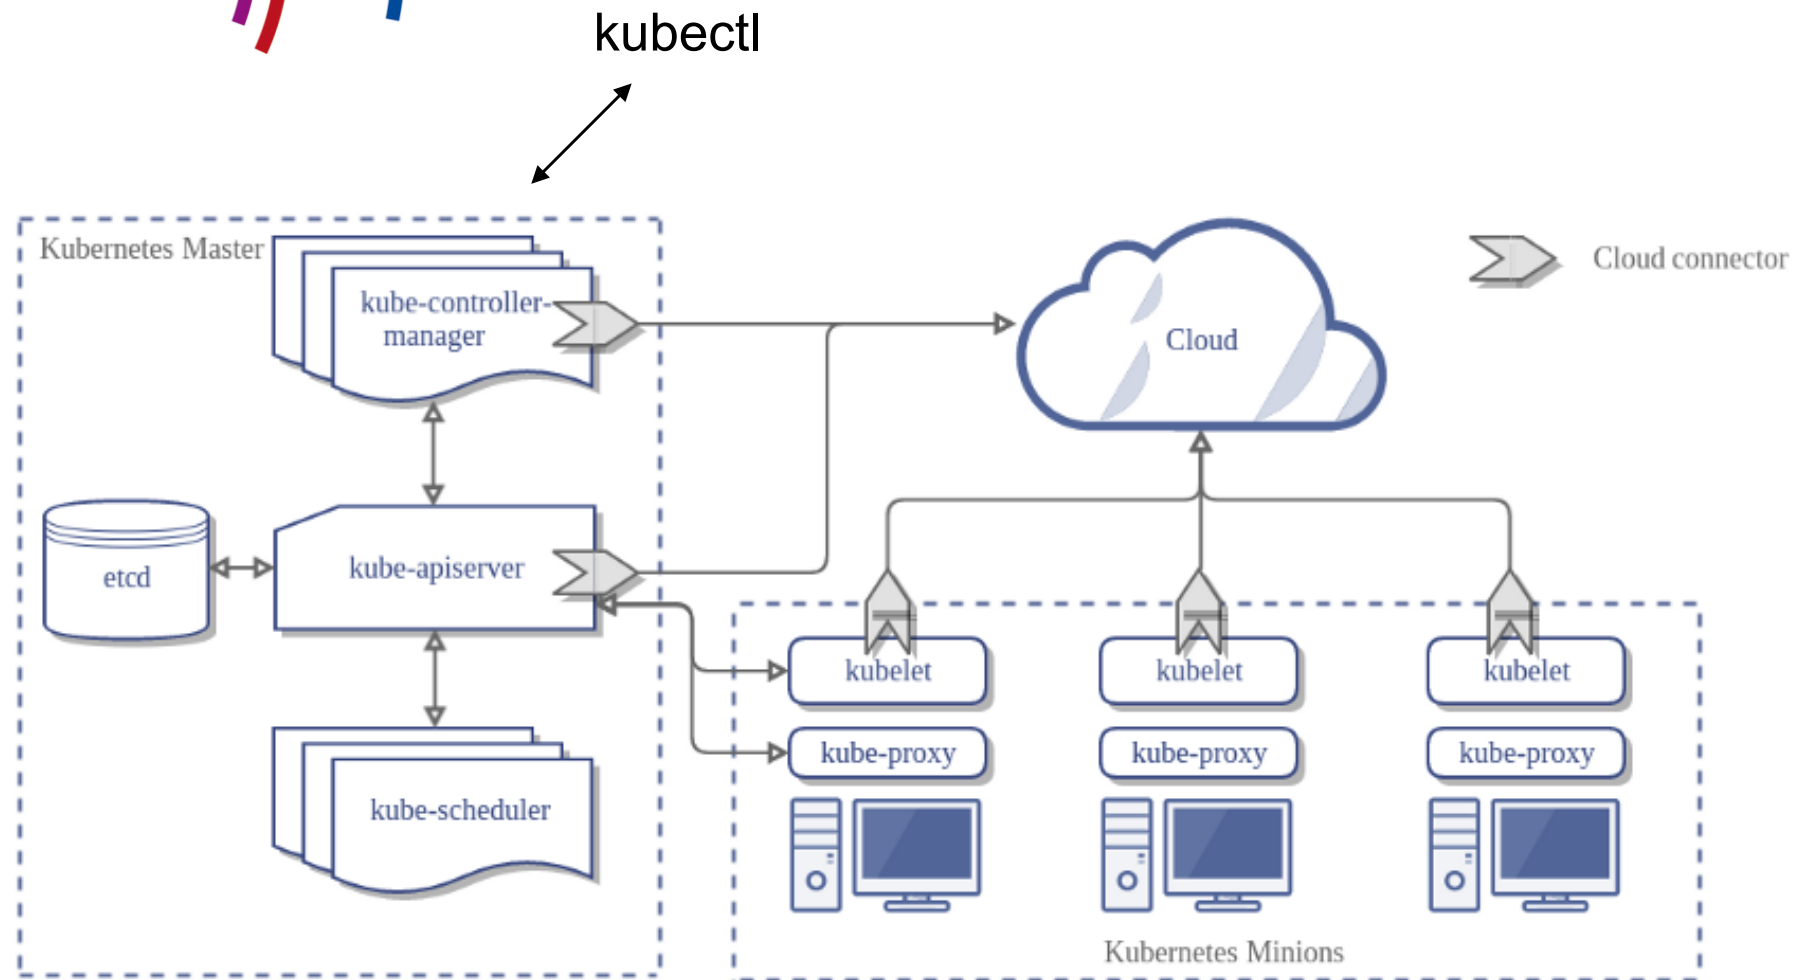 kubectl
Kubernetes Master
kube-controller-
manager
Cloud
Cloud connector
etcd
kube-apiserver
kubelet
kubelet
kubelet
kube-proxy
kube-proxy
kube-proxy
kube-scheduler
Kubernetes Minions